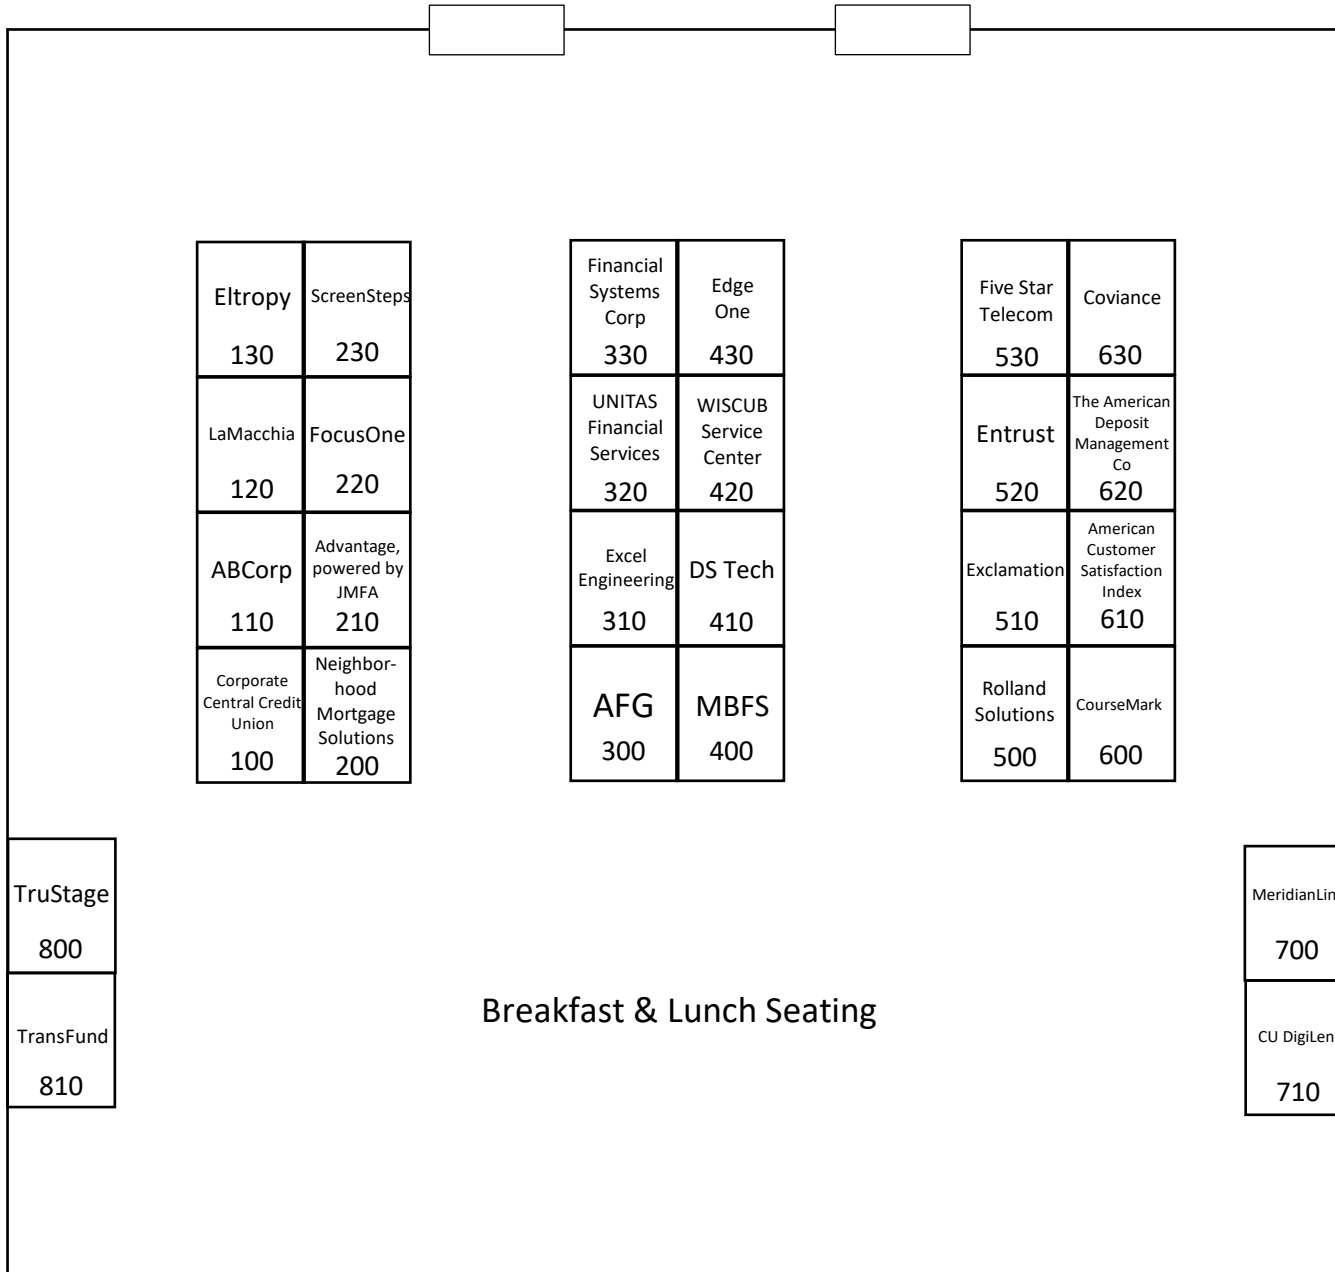 Eltropy
130
ScreenSteps
230
LaMacchia
120
FocusOne
220
ABCorp
110
Advantage,
powered by
JMFA
210
Corporate
Central Credit
Union
100
Neighbor-
hood
Mortgage
Solutions
200
Financial
Systems
Corp
330
Edge
One
430
UNITAS
Financial
Services
320
WISCUB
Service
Center
420
Excel
Engineering
310
DS Tech
410
AFG
300
MBFS
400
Five Star
Telecom
530
Coviance
630
Entrust
520
The American
Deposit
Management
Co
620
Exclamation
510
American
Customer
Satisfaction
Index
610
Rolland
Solutions
500
CourseMark
600
TruStage
800
TransFund
810
Breakfast & Lunch Seating
MeridianLin
700
CU DigiLen
710